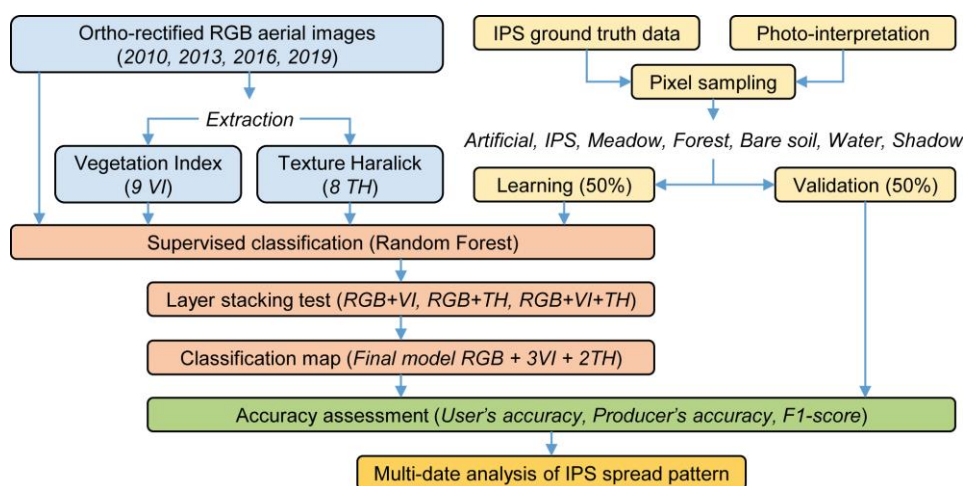 Ortho-rectified RGB aerial images
(2010, 2013, 2016, 2019)
IPS ground truth data
Photo-interpretation
Pixel sampling
Extraction
Artificial, IPS, Meadow, Forest, Bare soil, Water, Shadow
Vegetation Index
(9 VI)
Texture Haralick
(8 TH)
Learning (50%)
Validation (50%)
Supervised classification (Random Forest)
Layer stacking test (RGB+VI, RGB+TH, RGB+VI+TH)
Classification map (Final model RGB + 3VI + 2TH)
Accuracy assessment (User's accuracy, Producer's accuracy, F1-score)
Multi-date analysis of IPS spread pattern